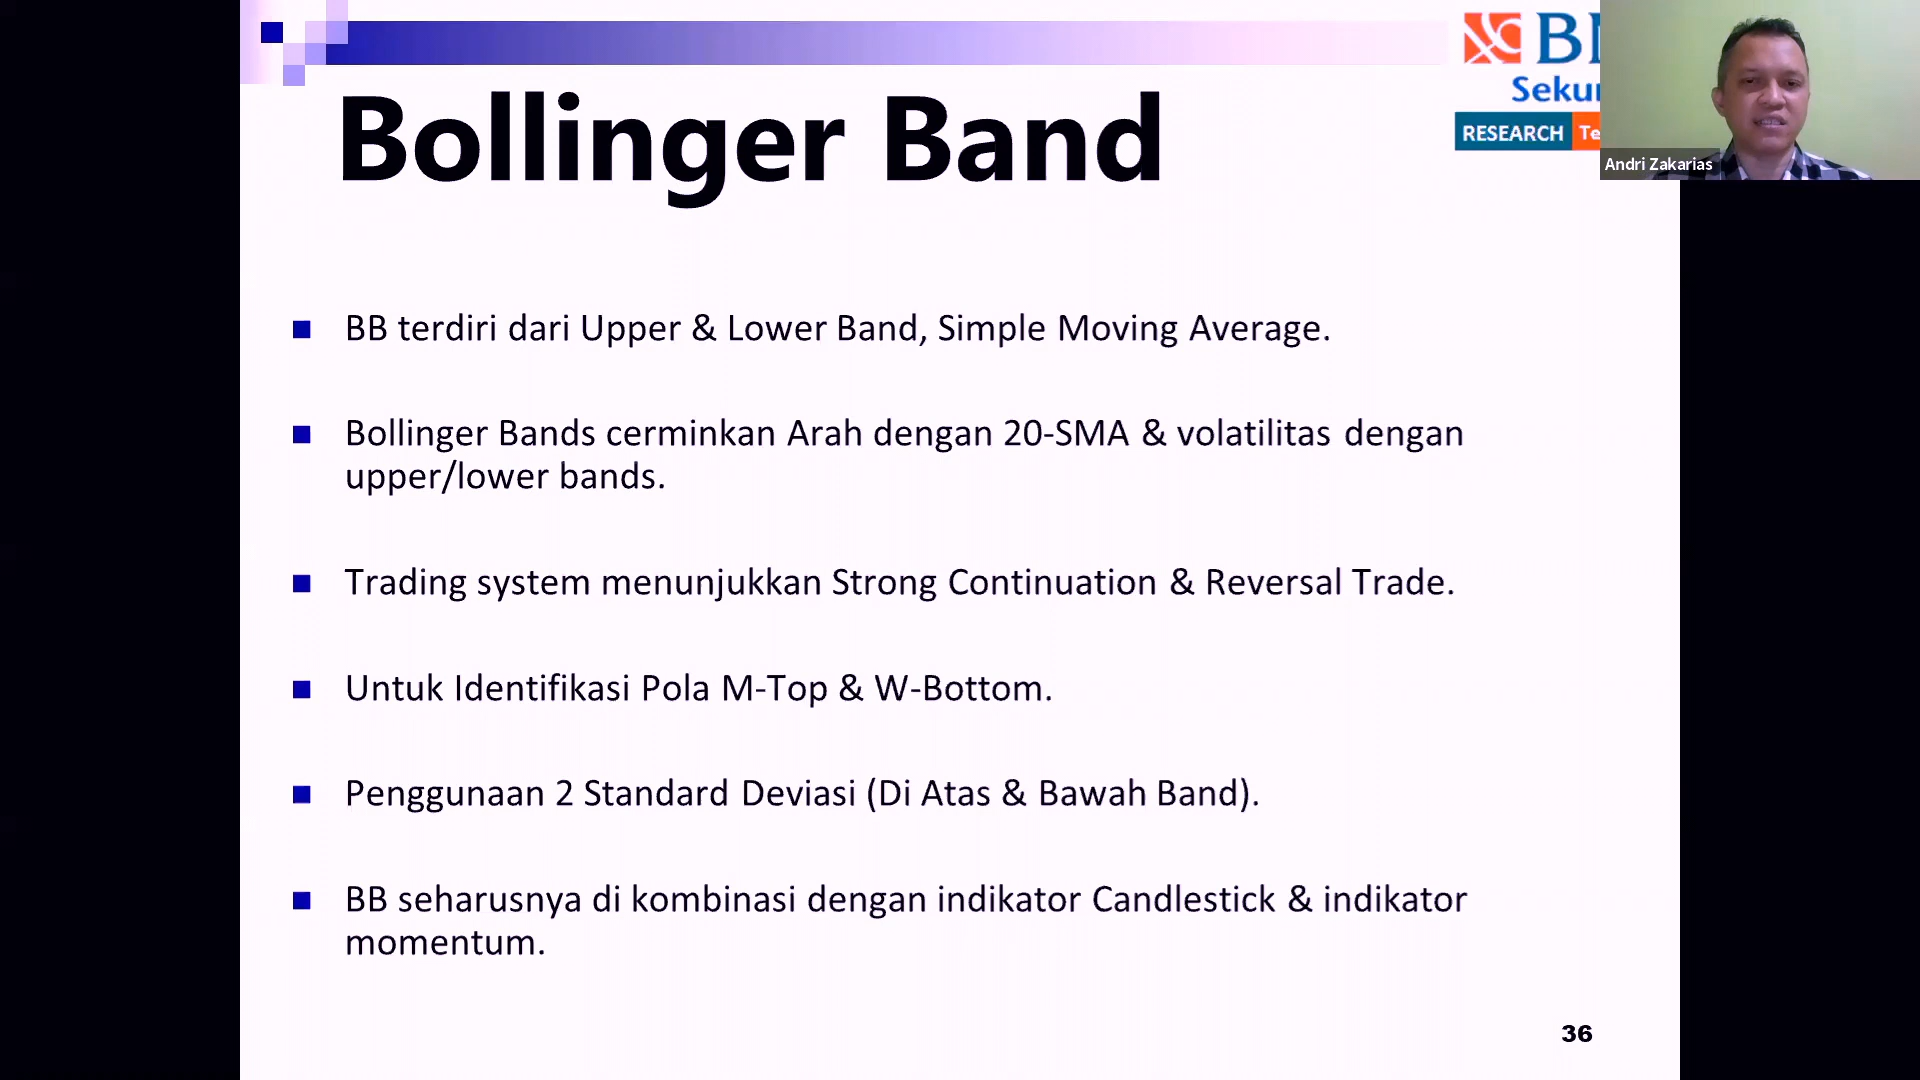 Bollinger Band
RESEARCH
Andri Zakarias
BB terdiri dari Upper & Lower Band, Simple Moving Average.
Bollinger Bands cerminkan Arah dengan 20-SMA & volatilitas dengan
upper/lower bands.
Trading system menunjukkan Strong Continuation & Reversal Trade.
Untuk Identifikasi Pola M-Top & W-Bottom.
Penggunaan 2 Standard Deviasi (Di Atas & Bawah Band).
BB seharusnya di kombinasi dengan indikator Candlestick & indikator
momentum.
36